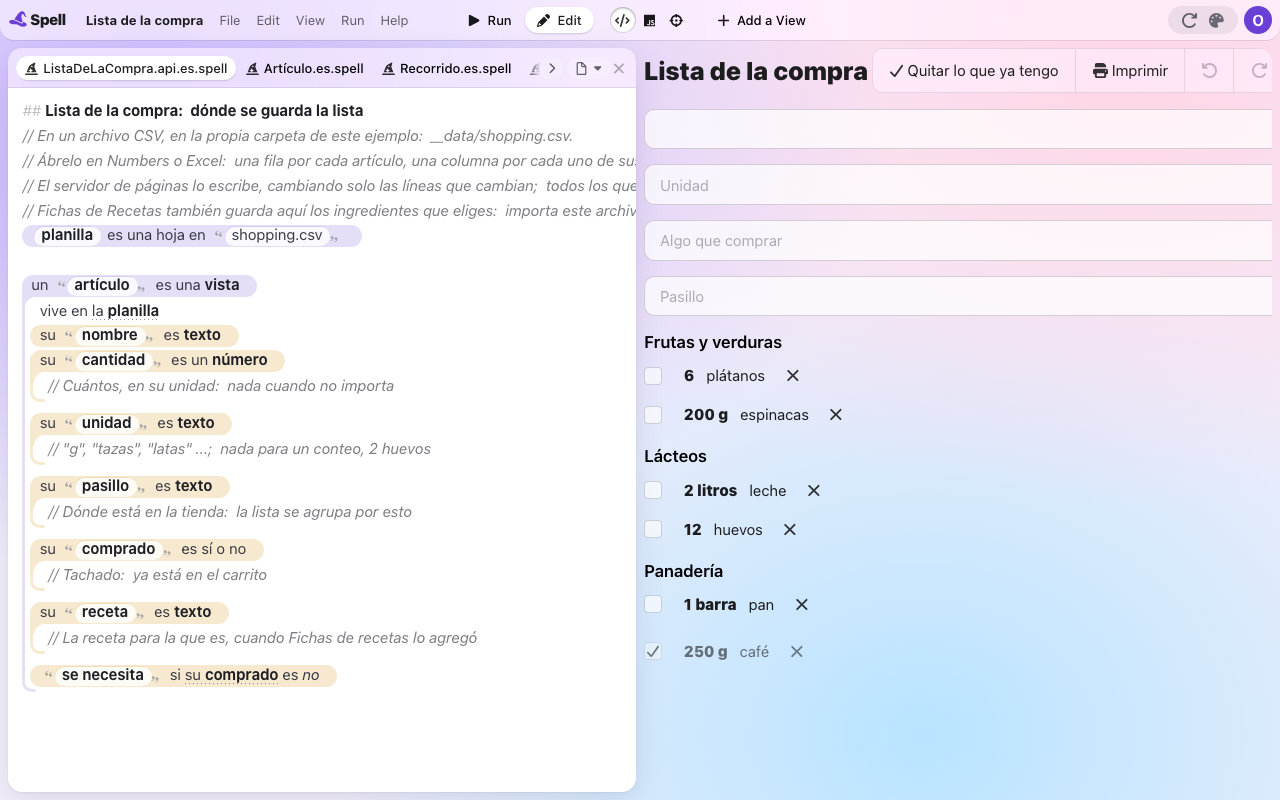 Spell Lista de la compra File Edit View Run Help Run Edit JS Add a View O
ListaDeLaCompra.api.es.spell Artículo.es.spell Recorrido.es.spell
## Lista de la compra: dónde se guarda la lista
// En un archivo CSV, en la propia carpeta de este ejemplo: __data/shopping.csv.
// Ábrelo en Numbers o Excel: una fila por cada artículo, una columna por cada uno de sus
// El servidor de páginas lo escribe, cambiando solo las líneas que cambian; todos los que
// Fichas de Recetas también guarda aquí los ingredientes que eliges: importa este archiv
planilla es una hoja en “ shopping.csv ”
un “ artículo ” es una vista
vive en la planilla
su “ nombre ” es texto
su “ cantidad ” es un número
// Cuántos, en su unidad: nada cuando no importa
su “ unidad ” es texto
// "g", "tazas", "latas" ...; nada para un conteo, 2 huevos
su “ pasillo ” es texto
// Dónde está en la tienda: la lista se agrupa por esto
su “ comprado ” es sí o no
// Tachado: ya está en el carrito
su “ receta ” es texto
// La receta para la que es, cuando Fichas de recetas lo agregó
“ se necesita ” si su comprado es no
Lista de la compra Quitar lo que ya tengo Imprimir
Unidad
Algo que comprar
Pasillo
Frutas y verduras
6 plátanos
200 g espinacas
Lácteos
2 litros leche
12 huevos
Panadería
1 barra pan
250 g café